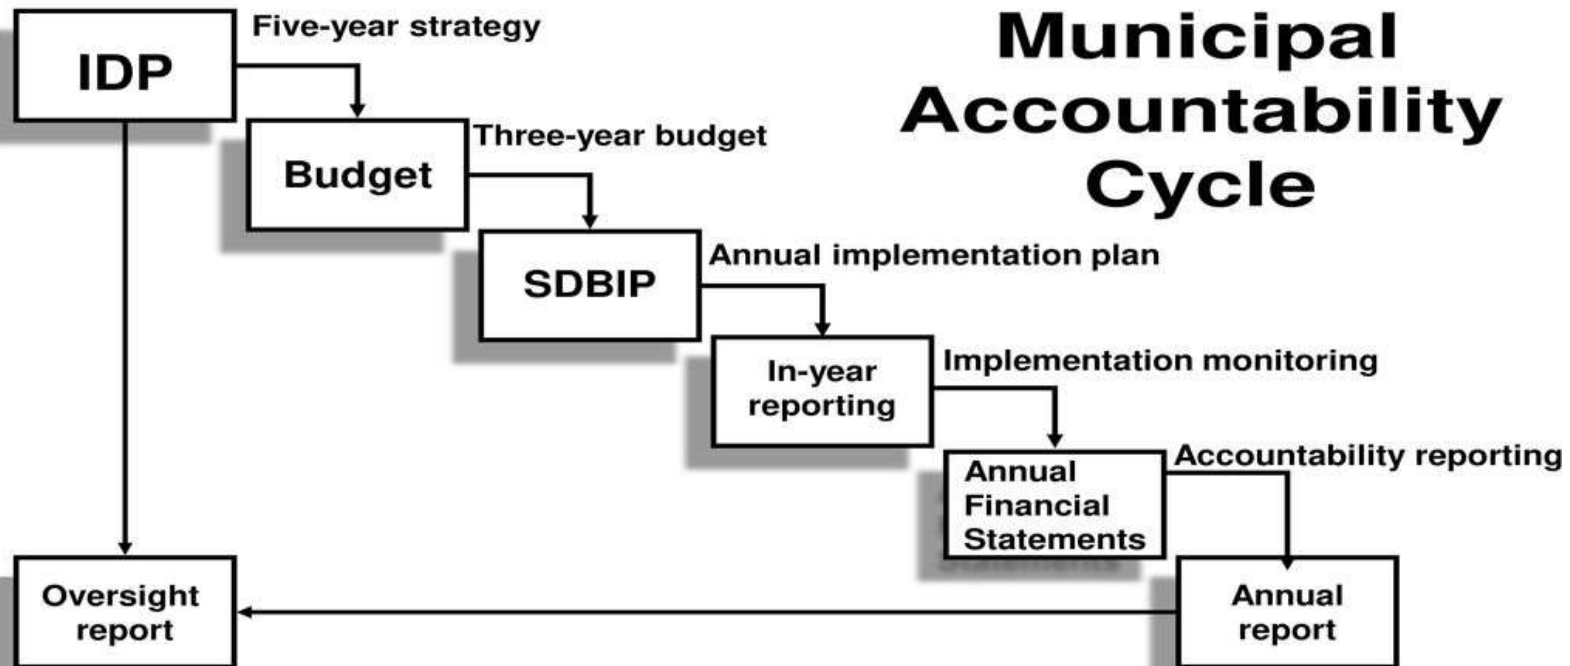 Municipal
Accountability
Cycle
IDP
Five-year strategy
Budget
Three-year budget
SDBIP
Annual implementation plan
In-year
reporting
Implementation monitoring
Annual
Financial
Statements
Accountability reporting
Annual
report
Oversight
report